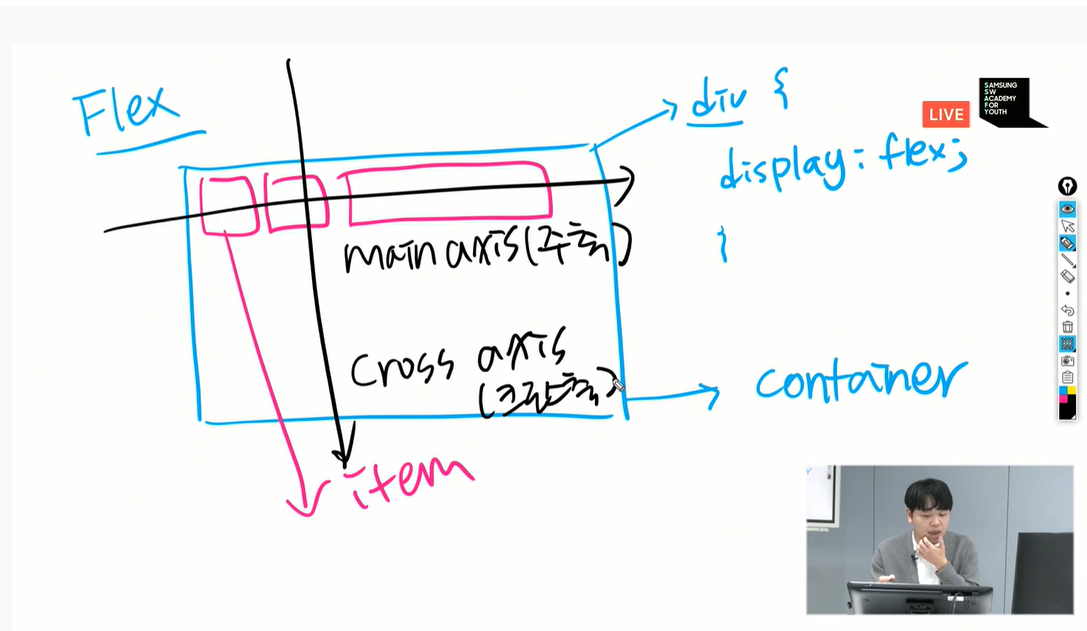 Flex
div {
display: flex;
{
main axis(주축)
cross axis
(교차축)
container
item
LIVE
SAMSUNG
SW
ACADEMY
FOR
YOUTH